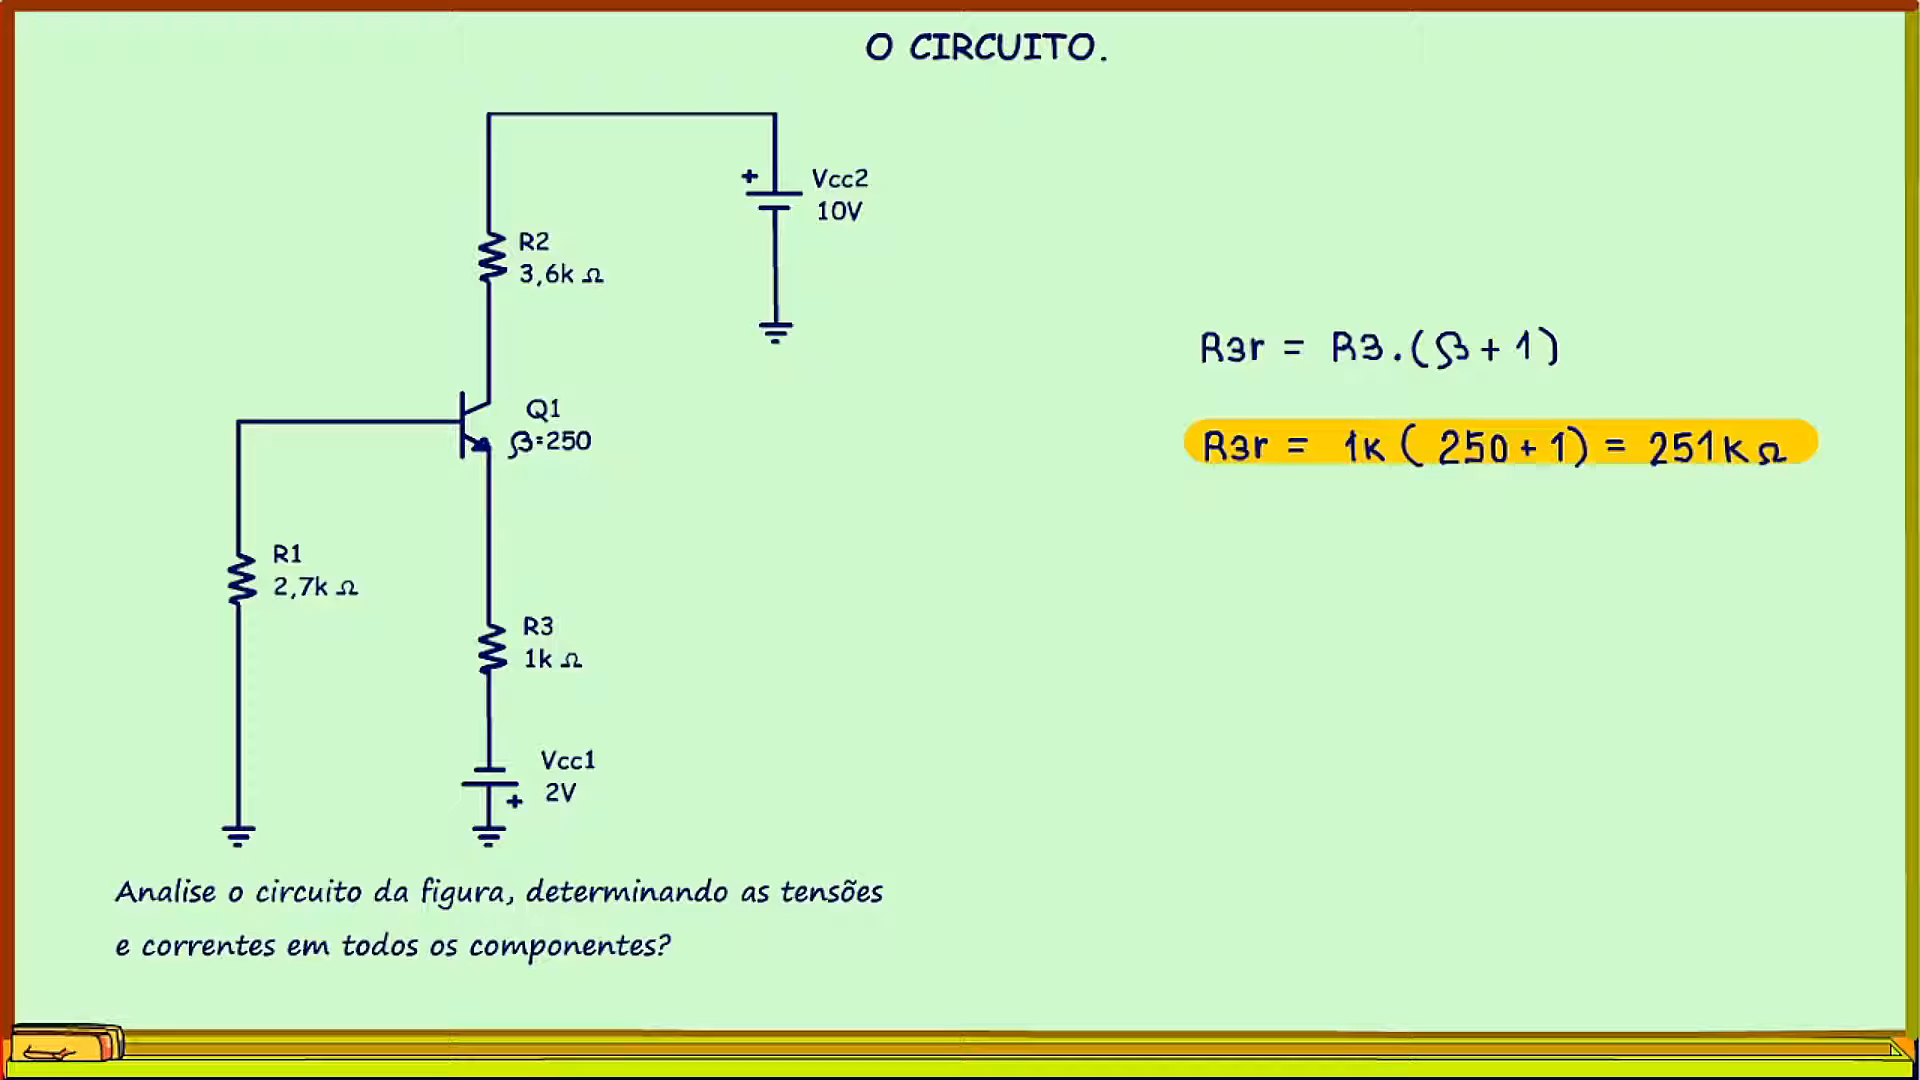 O CIRCUITO.
+ Vcc2
10V
R2
3,6k Ω
R3r = R3.(β+1)
Q1
β=250
R3r = 1k ( 250+1) = 251k Ω
R1
2,7k Ω
R3
1k Ω
Vcc1
2V
+
Analise o circuito da figura, determinando as tensões
e correntes em todos os componentes?